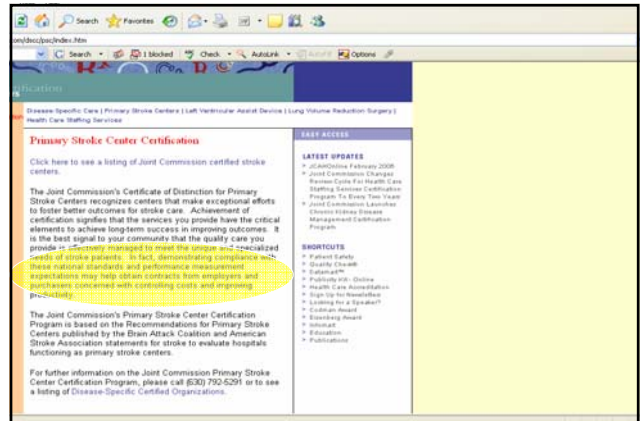 Search Favorites
om/dscc/psc/index.htm
Search 1 blocked Check AutoLink Options
tification
Disease-Specific Care | Primary Stroke Centers | Left Ventricular Assist Device | Lung Volume Reduction Surgery |
Health Care Staffing Services
Primary Stroke Center Certification
Click here to see a listing of Joint Commission certified stroke
centers.
The Joint Commission's Certificate of Distinction for Primary
Stroke Centers recognizes centers that make exceptional efforts
to foster better outcomes for stroke care. Achievement of
certification signifies that the services you provide have the critical
elements to achieve long-term success in improving outcomes. It
is the best signal to your community that the quality care you
provide is effectively managed to meet the unique and specialized
needs of stroke patients. In fact, demonstrating compliance with
these national standards and performance measurement
expectations may help obtain contracts from employers and
purchasers concerned with controlling costs and improving
productivity.
The Joint Commission's Primary Stroke Center Certification
Program is based on the Recommendations for Primary Stroke
Centers published by the Brain Attack Coalition and American
Stroke Association statements for stroke to evaluate hospitals
functioning as primary stroke centers.
For further information on the Joint Commission Primary Stroke
Center Certification Program, please call (630) 792-5291 or to see
a listing of Disease-Specific Certified Organizations.
EASY ACCESS
LATEST UPDATES
JCAHOnline February 2006
Joint Commission Changes
Review Cycle For Health Care
Staffing Services Certification
Program To Every Two Years
Joint Commission Launches
Chronic Kidney Disease
Management Certification
Program
SHORTCUTS
Patient Safety
Quality Check®
Publicity Kit - Online
Health Care Accreditation
Sign Up for Newsletters
Looking for a Speaker?
Codman Award
Eisenberg Award
Infomart
Education
Publications